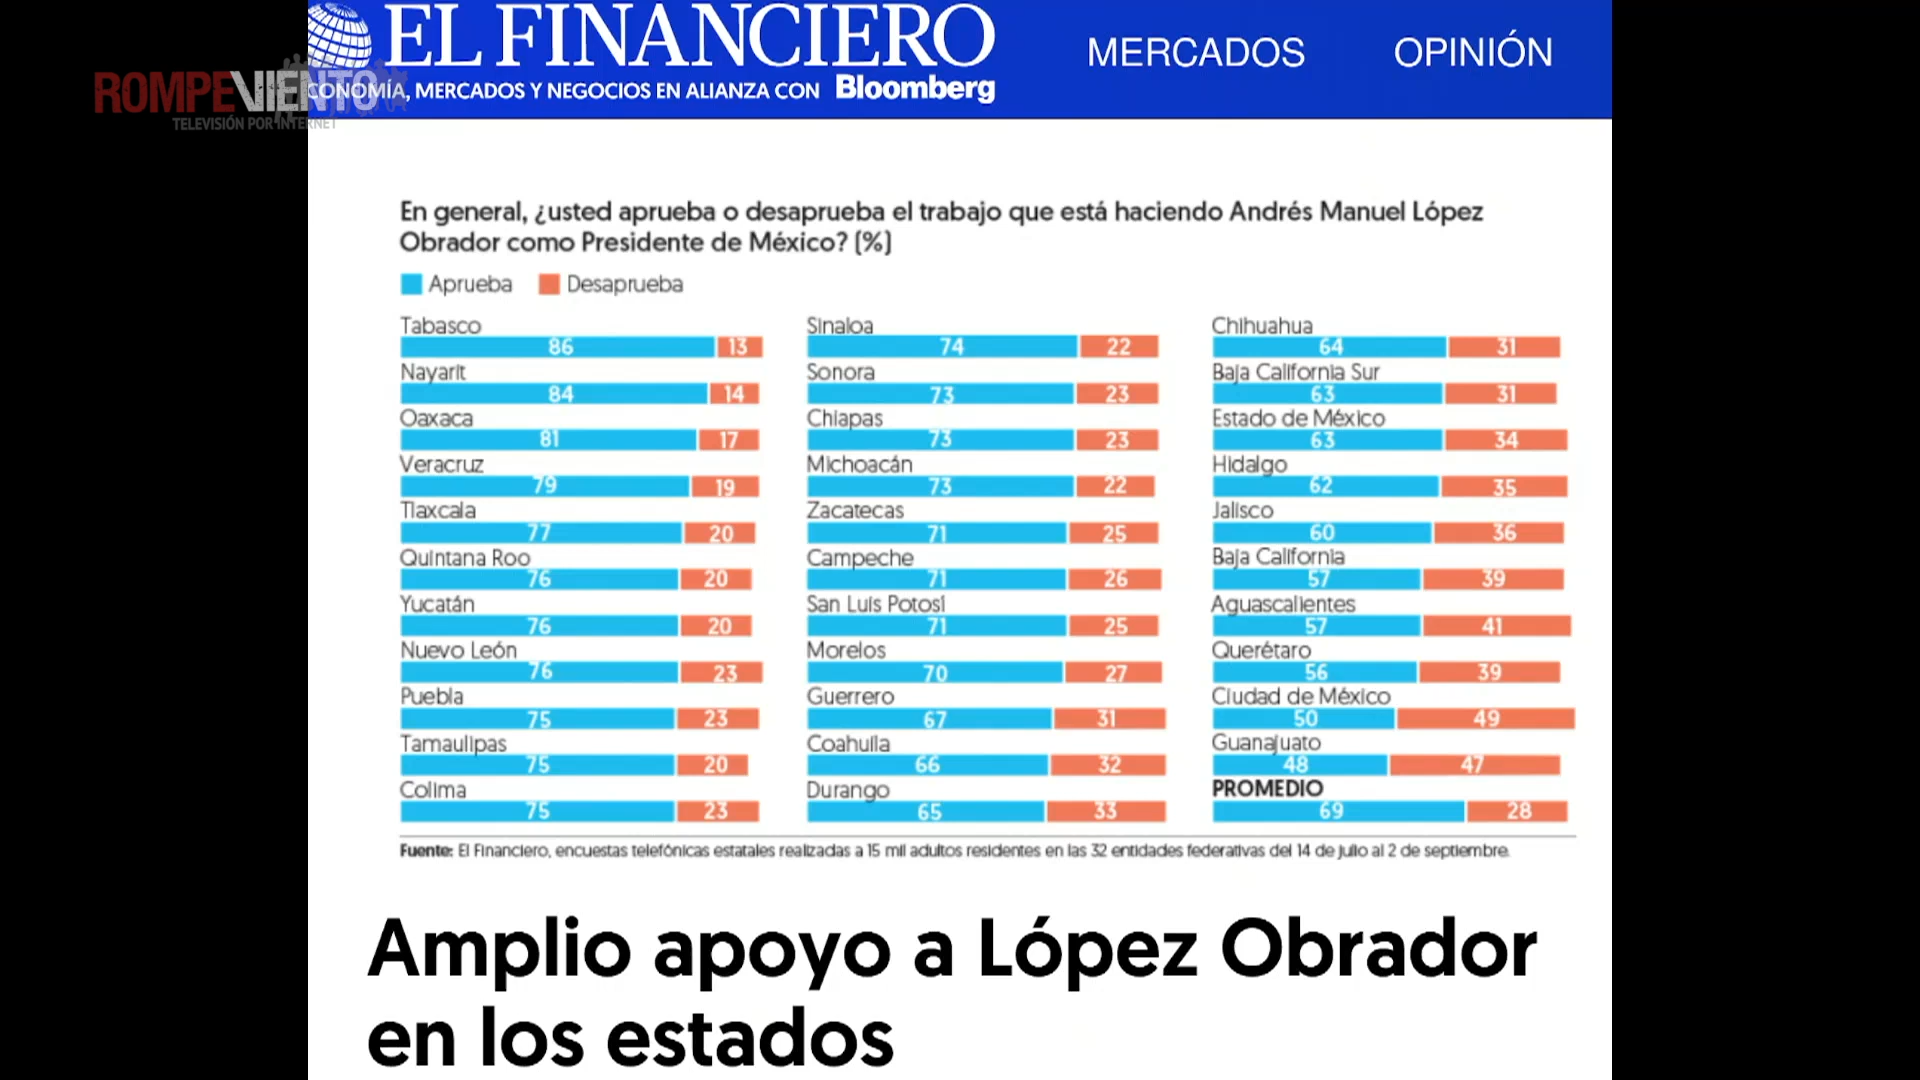 EL FINANCIERO
CONOMÍA, MERCADOS Y NEGOCIOS EN ALIANZA CON Bloomberg
MERCADOS
OPINIÓN
ROMPEVIENTO
TELEVISIÓN POR INTERNET
En general, ¿usted aprueba o desaprueba el trabajo que está haciendo Andrés Manuel López
Obrador como Presidente de México? (%)
Aprueba
Desaprueba
Tabasco
86 13
Nayarit
84 14
Oaxaca
81 17
Veracruz
79 19
Tlaxcala
77 20
Quintana Roo
76 20
Yucatán
76 20
Nuevo León
76 23
Puebla
75 23
Tamaulipas
75 20
Colima
75 23
Sinaloa
74 22
Sonora
73 23
Chiapas
73 23
Michoacán
73 22
Zacatecas
71 25
Campeche
71 26
San Luis Potosí
71 25
Morelos
70 27
Guerrero
67 31
Coahuila
66 32
Durango
65 33
Chihuahua
64 31
Baja California Sur
63 31
Estado de México
63 34
Hidalgo
62 35
Jalisco
60 36
Baja California
57 39
Aguascalientes
57 41
Querétaro
56 39
Ciudad de México
50 49
Guanajuato
48 47
PROMEDIO
69 28
Fuente: El Financiero, encuestas telefónicas estatales realizadas a 15 mil adultos residentes en las 32 entidades federativas del 14 de julio al 2 de septiembre.
Amplio apoyo a López Obrador
en los estados